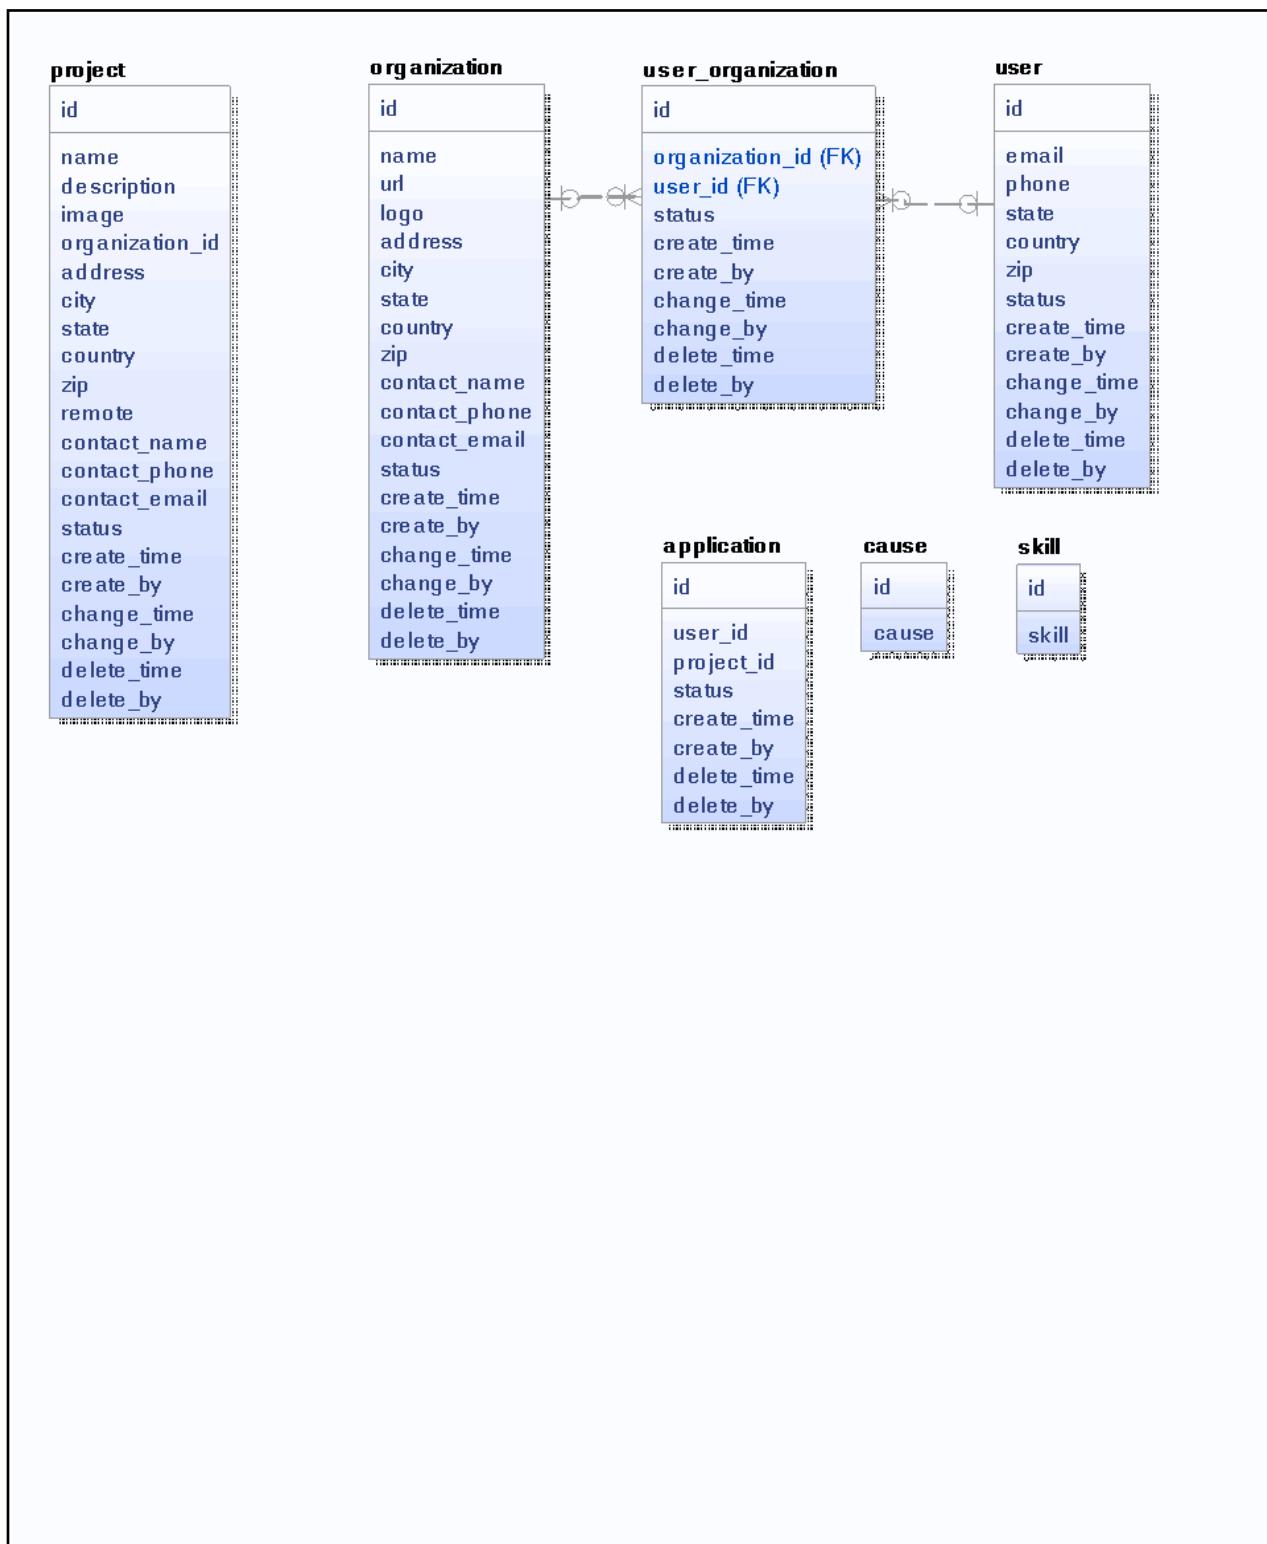 project
id
name
description
image
organization_id
address
city
state
country
zip
remote
contact_name
contact_phone
contact_email
status
create_time
create_by
change_time
change_by
delete_time
delete_by
organization
id
name
url
logo
address
city
state
country
zip
contact_name
contact_phone
contact_email
status
create_time
create_by
change_time
change_by
delete_time
delete_by
user_organization
id
organization_id (FK)
user_id (FK)
status
create_time
create_by
change_time
change_by
delete_time
delete_by
user
id
email
phone
state
country
zip
status
create_time
create_by
change_time
change_by
delete_time
delete_by
application
id
user_id
project_id
status
create_time
create_by
delete_time
delete_by
cause
id
cause
skill
id
skill